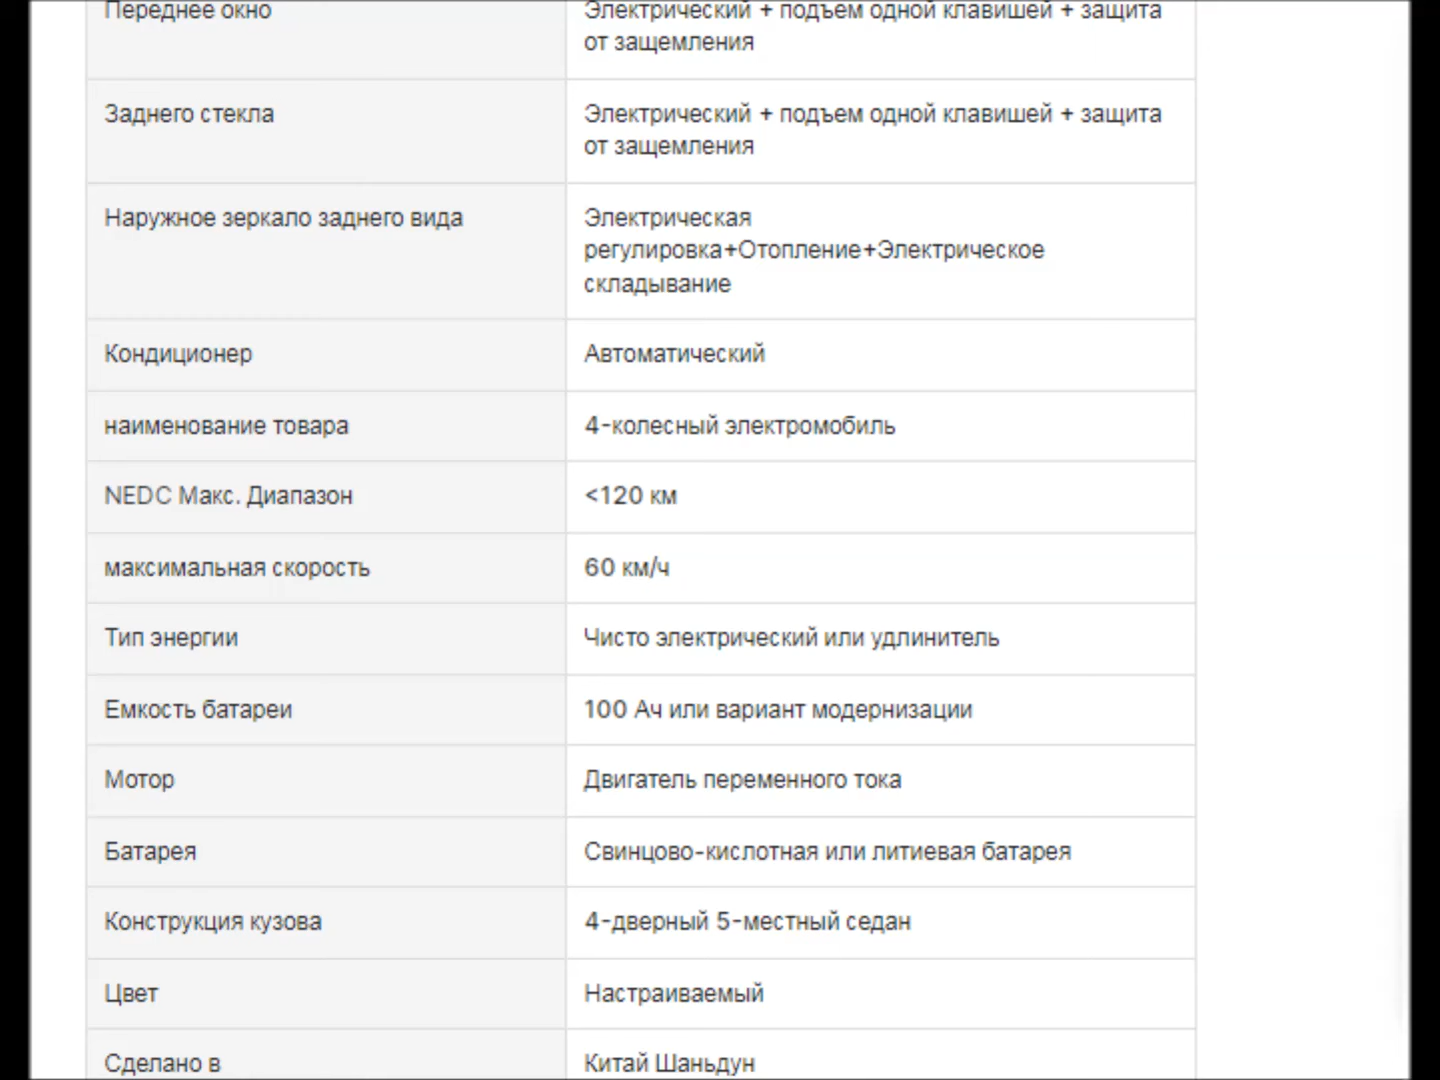 Переднее окно
Электрический + подъем одной клавишей + защита
от защемления
Заднего стекла
Электрический + подъем одной клавишей + защита
от защемления
Наружное зеркало заднего вида
Электрическая
регулировка+Отопление+Электрическое
складывание
Кондиционер
Автоматический
наименование товара
4-колесный электромобиль
NEDC Макс. Диапазон
<120 км
максимальная скорость
60 км/ч
Тип энергии
Чисто электрический или удлинитель
Емкость батареи
100 Ач или вариант модернизации
Мотор
Двигатель переменного тока
Батарея
Свинцово-кислотная или литиевая батарея
Конструкция кузова
4-дверный 5-местный седан
Цвет
Настраиваемый
Сделано в
Китай Шаньдун